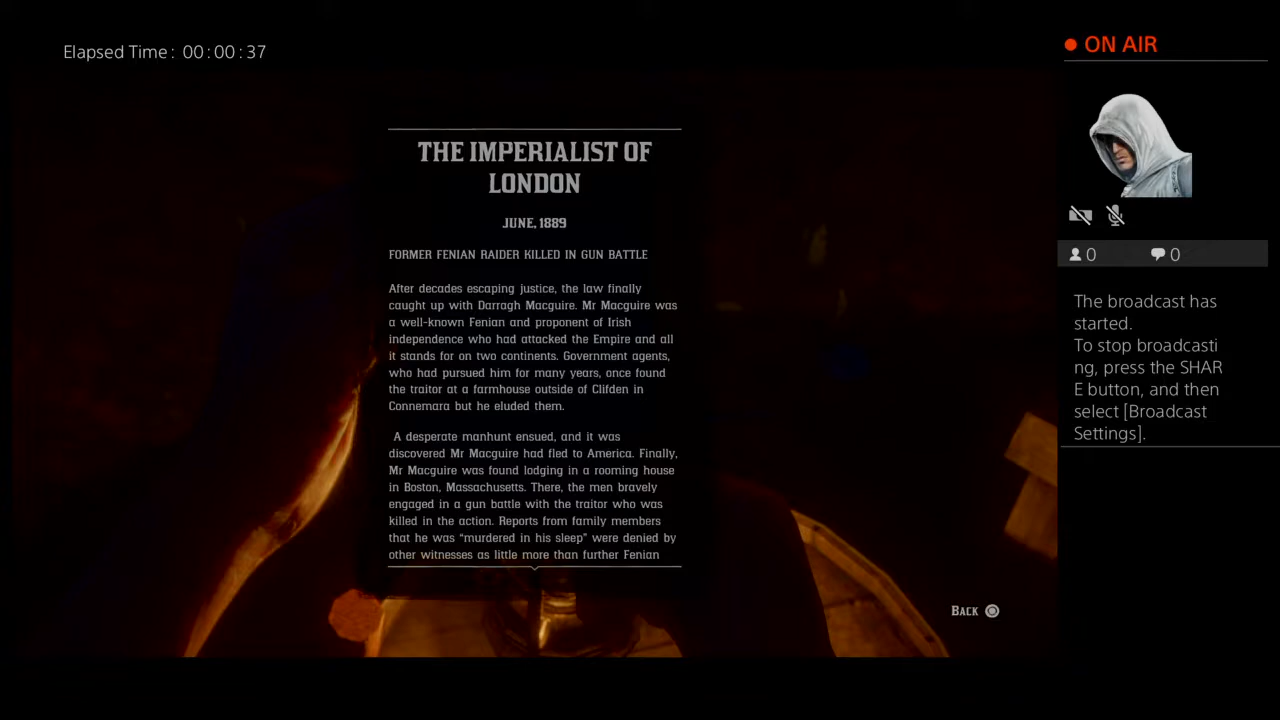 Elapsed Time: 00:00:37
THE IMPERIALIST OF
LONDON
JUNE, 1889
FORMER FENIAN RAIDER KILLED IN GUN BATTLE
After decades escaping justice, the law finally
caught up with Darragh Macguire. Mr Macguire was
a well-known Fenian and proponent of Irish
independence who had attacked the Empire and all
it stands for on two continents. Government agents,
who had pursued him for many years, once found
the traitor at a farmhouse outside of Clifden in
Connemara but he eluded them.
A desperate manhunt ensued, and it was
discovered Mr Macguire had fled to America. Finally,
Mr Macguire was found lodging in a rooming house
in Boston, Massachusetts. There, the men bravely
engaged in a gun battle with the traitor who was
killed in the action. Reports from family members
that he was “murdered in his sleep” were denied by
other witnesses as little more than further Fenian
BACK
ON AIR
0
0
The broadcast has
started.
To stop broadcasti
ng, press the SHAR
E button, and then
select [Broadcast
Settings].